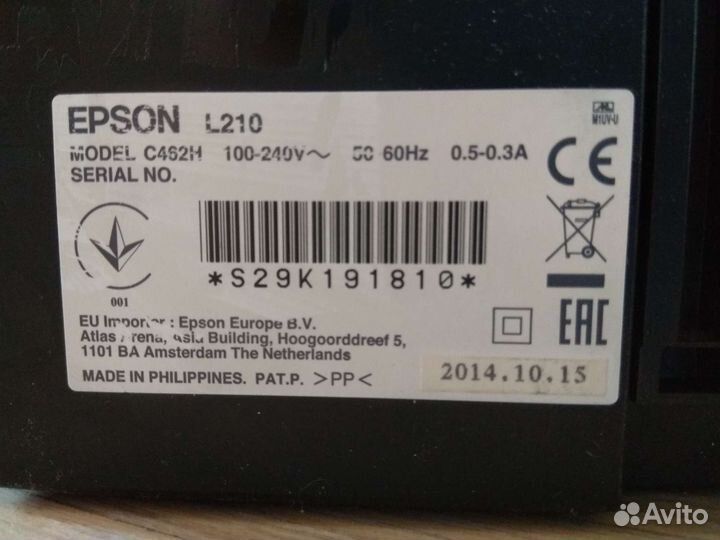 EPSON L210
MODEL C462H 100-240V~ 50-60Hz 0.5-0.3A
SERIAL NO.
M1UV-U
CE
*S29K191810*
001
EU Importer : Epson Europe B.V.
Atlas Arena, Asia Building, Hoogoorddreef 5,
1101 BA Amsterdam The Netherlands
EAC
MADE IN PHILIPPINES. PAT.P. >PP<
2014.10.15
Avito